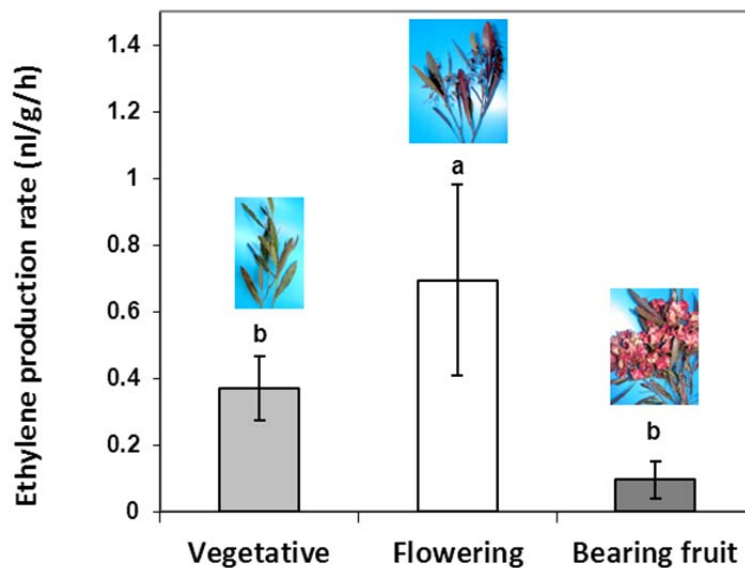 Ethylene production rate (nl/g/h)
1.4
1.2
1
0.8
0.6
0.4
0.2
0
b
a
b
Vegetative
Flowering
Bearing fruit